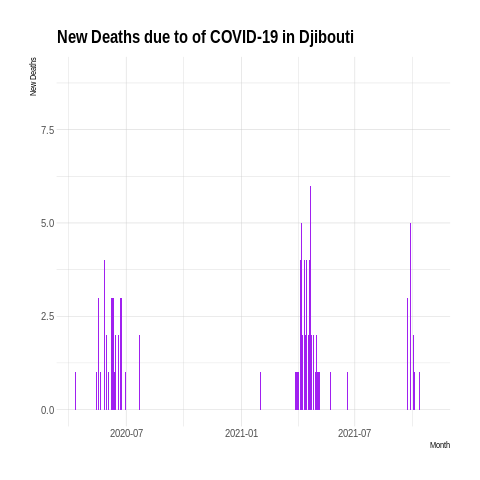 New Deaths due to of COVID-19 in Djibouti
New Deaths
7.5
5.0
2.5
0.0
2020-07
2021-01
2021-07
Month